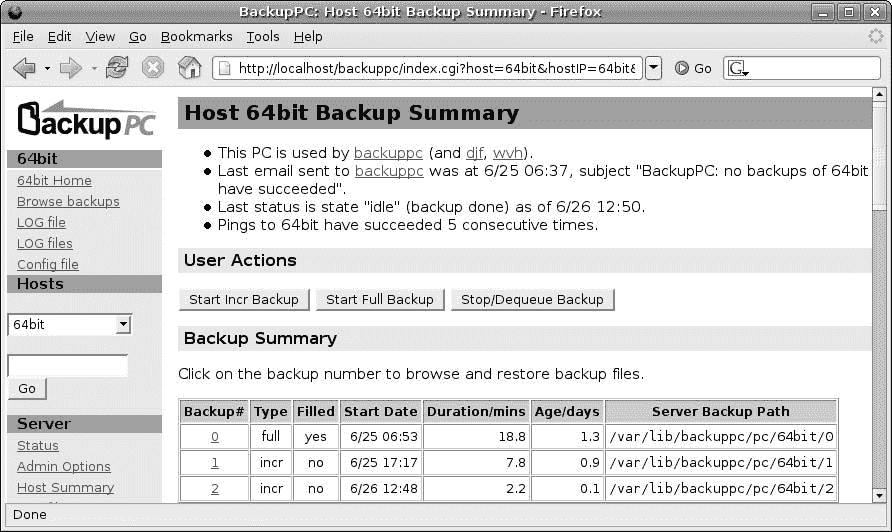 BackupPC: Host 64bit Backup Summary - Firefox
File Edit View Go Bookmarks Tools Help
http://localhost/backuppc/index.cgi?host=64bit&hostIP=64bit& Go G
BackupPC
64bit
64bit Home
Browse backups
LOG file
LOG files
Config file
Hosts
64bit
Go
Server
Status
Admin Options
Host Summary
Host 64bit Backup Summary
This PC is used by backuppc (and djf, wvh).
Last email sent to backuppc was at 6/25 06:37, subject "BackupPC: no backups of 64bit
have succeeded".
Last status is state "idle" (backup done) as of 6/26 12:50.
Pings to 64bit have succeeded 5 consecutive times.
User Actions
Start Incr Backup Start Full Backup Stop/Dequeue Backup
Backup Summary
Click on the backup number to browse and restore backup files.
Backup# Type Filled Start Date Duration/mins Age/days Server Backup Path
0 full yes 6/25 06:53 18.8 1.3 /var/lib/backuppc/pc/64bit/0
1 incr no 6/25 17:17 7.8 0.9 /var/lib/backuppc/pc/64bit/1
2 incr no 6/26 12:48 2.2 0.1 /var/lib/backuppc/pc/64bit/2
Done